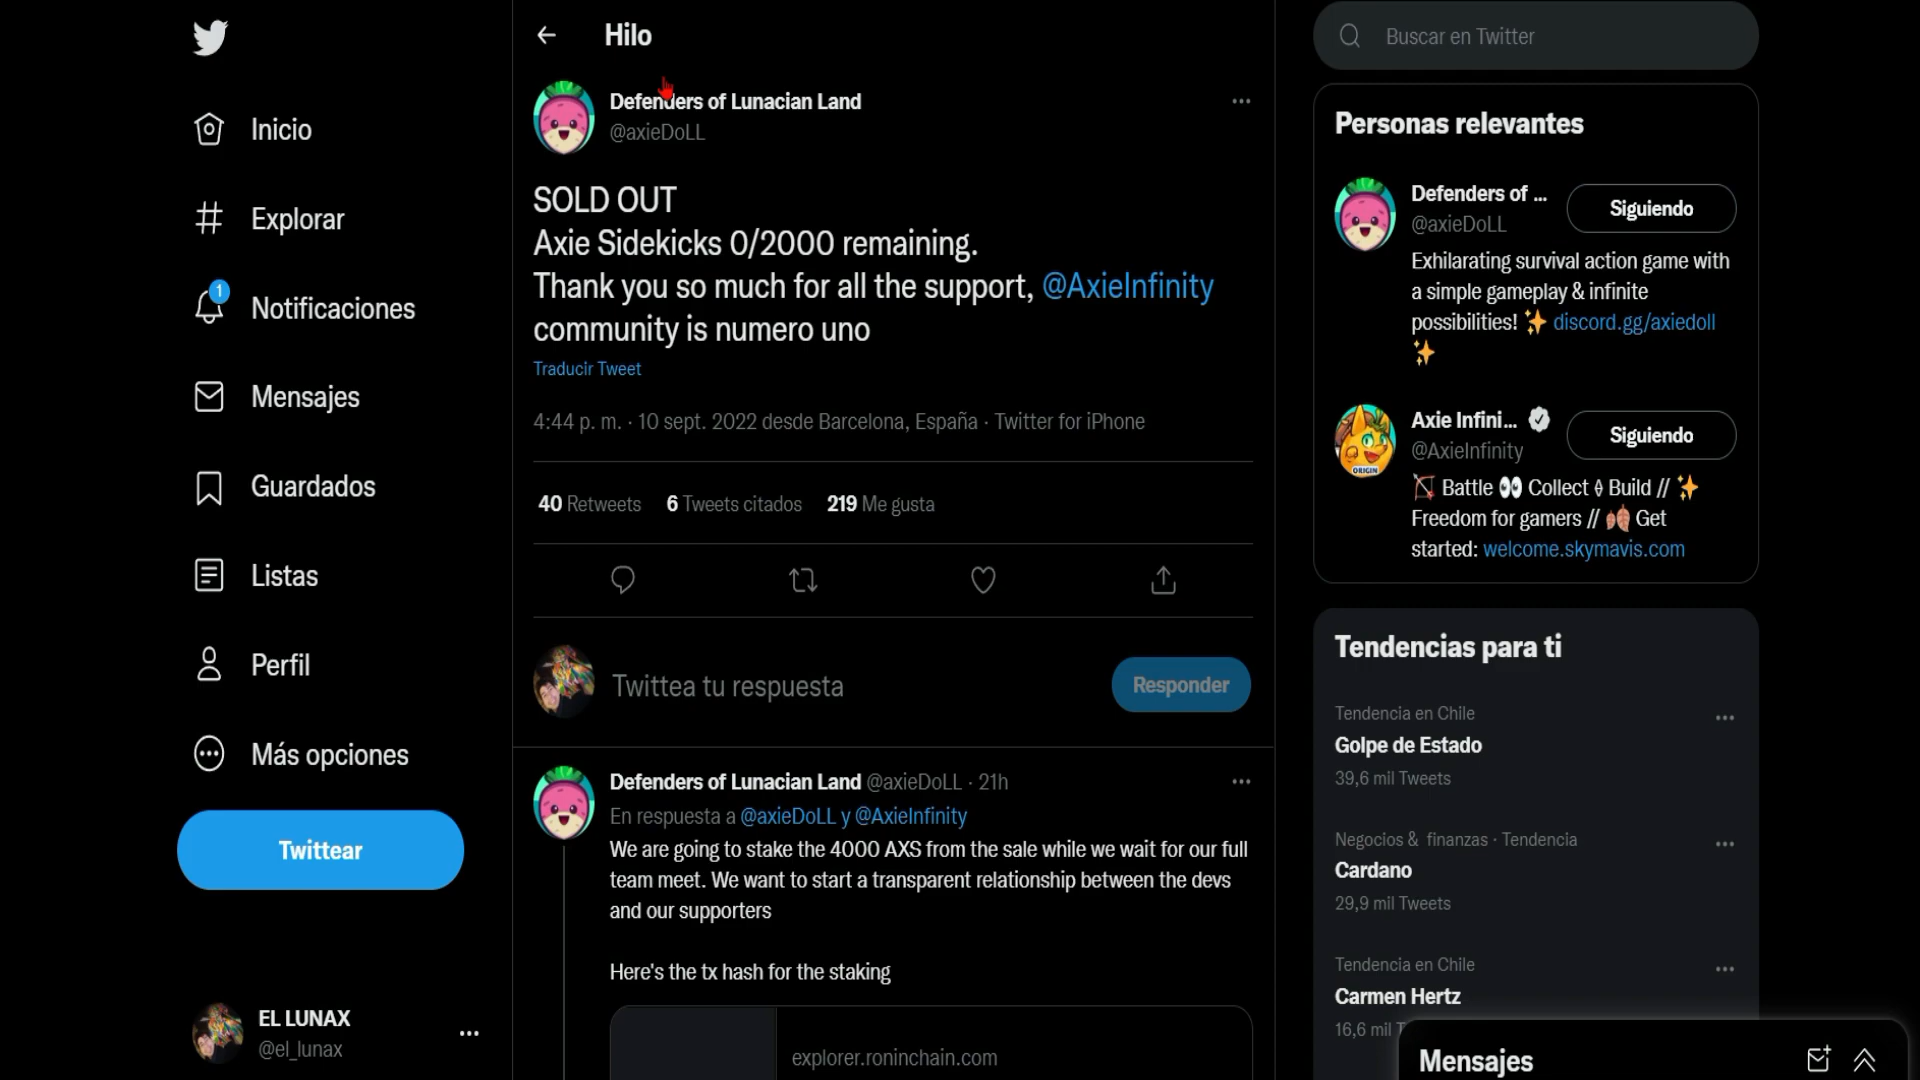 Inicio
Explorar
1
Notificaciones
Mensajes
Guardados
Listas
Perfil
Más opciones
Twittear
EL LUNAX
@el_lunax
Hilo
Defenders of Lunacian Land
@axieDoLL
SOLD OUT
Axie Sidekicks 0/2000 remaining.
Thank you so much for all the support, @AxieInfinity
community is numero uno
Traducir Tweet
4:44 p. m. · 10 sept. 2022 desde Barcelona, España · Twitter for iPhone
40 Retweets 6 Tweets citados 219 Me gusta
Twittea tu respuesta
Responder
Defenders of Lunacian Land @axieDoLL · 21h
En respuesta a @axieDoLL y @AxieInfinity
We are going to stake the 4000 AXS from the sale while we wait for our full
team meet. We want to start a transparent relationship between the devs
and our supporters
Here's the tx hash for the staking
explorer.roninchain.com
Buscar en Twitter
Personas relevantes
Defenders of ...
@axieDoLL
Siguiendo
Exhilarating survival action game with
a simple gameplay & infinite
possibilities! ✨ discord.gg/axiedoll
✨
Axie Infini...
@AxieInfinity
Siguiendo
ORIGIN
🏹 Battle 👀 Collect ◊ Build // ✨
Freedom for gamers // 🫁 Get
started: welcome.skymavis.com
Tendencias para ti
Tendencia en Chile
Golpe de Estado
39,6 mil Tweets
Negocios & finanzas · Tendencia
Cardano
29,9 mil Tweets
Tendencia en Chile
Carmen Hertz
16,6 mil T
Mensajes